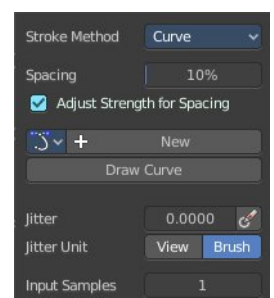 Stroke Method Curve
Spacing 10%
Adjust Strength for Spacing
New
Draw Curve
Jitter 0.0000
Jitter Unit View Brush
Input Samples 1